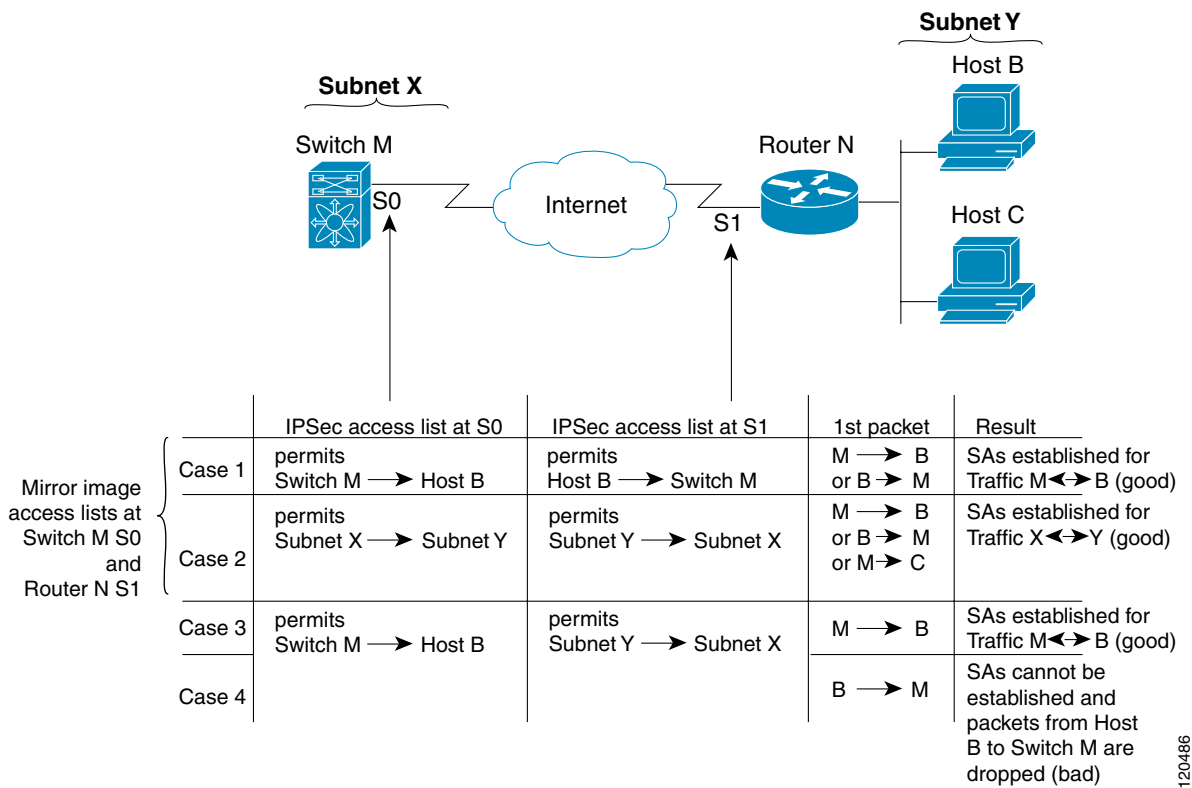 Subnet Y
Host B
Subnet X
Switch M
Router N
S0
Internet
S1
Host C
IPSec access list at S0
IPSec access list at S1
1st packet
Result
Mirror image
access lists at
Switch M S0
and
Router N S1
Case 1
permits
Switch M → Host B
permits
Host B → Switch M
M → B
or B → M
SAs established for
Traffic M ↔ B (good)
Case 2
permits
Subnet X → Subnet Y
permits
Subnet Y → Subnet X
M → B
or B → M
or M → C
SAs established for
Traffic X ↔ Y (good)
Case 3
permits
Switch M → Host B
permits
Subnet Y → Subnet X
M → B
SAs established for
Traffic M ↔ B (good)
Case 4
B → M
SAs cannot be
established and
packets from Host
B to Switch M are
dropped (bad)
120486